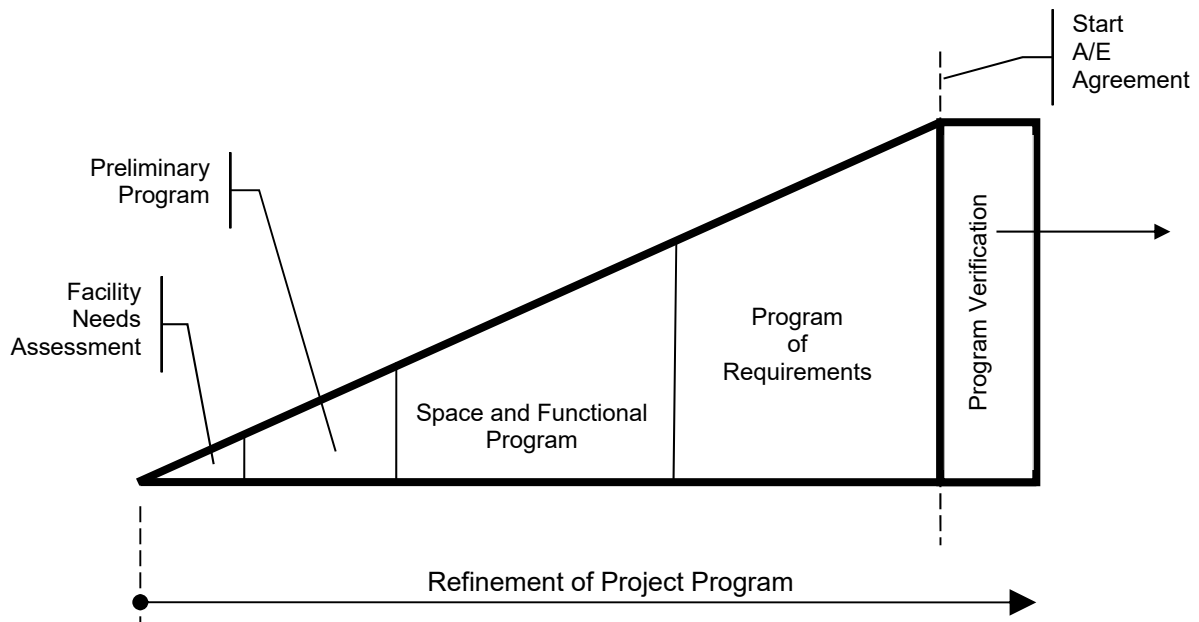 Start
A/E
Agreement
Preliminary
Program
Facility
Needs
Assessment
Space and Functional
Program
Program
of
Requirements
Program Verification
Refinement of Project Program